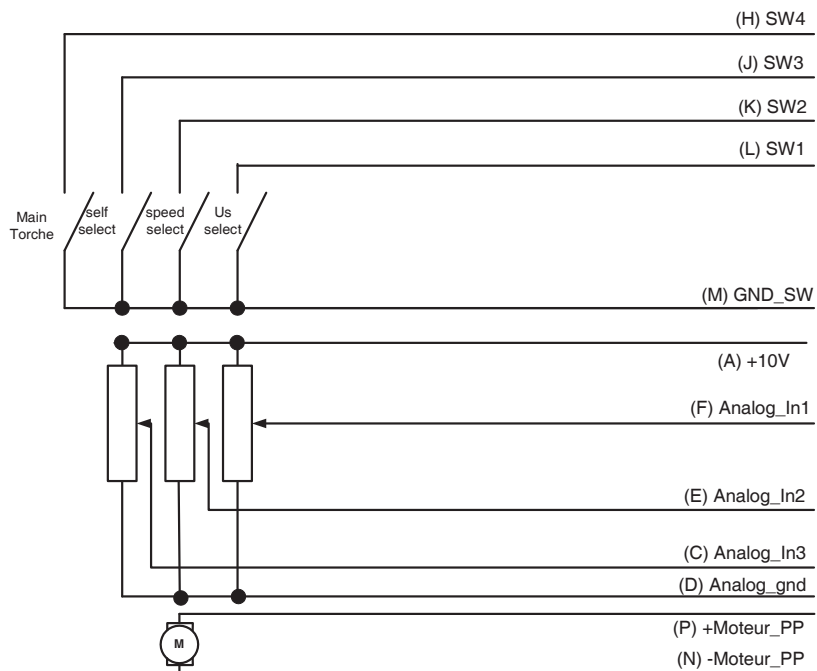 (H) SW4
(J) SW3
(K) SW2
(L) SW1
Main
Torche
self
select
speed
select
Us
select
(M) GND_SW
(A) +10V
(F) Analog_In1
(E) Analog_In2
(C) Analog_In3
(D) Analog_gnd
(P) +Moteur_PP
M
(N) -Moteur_PP